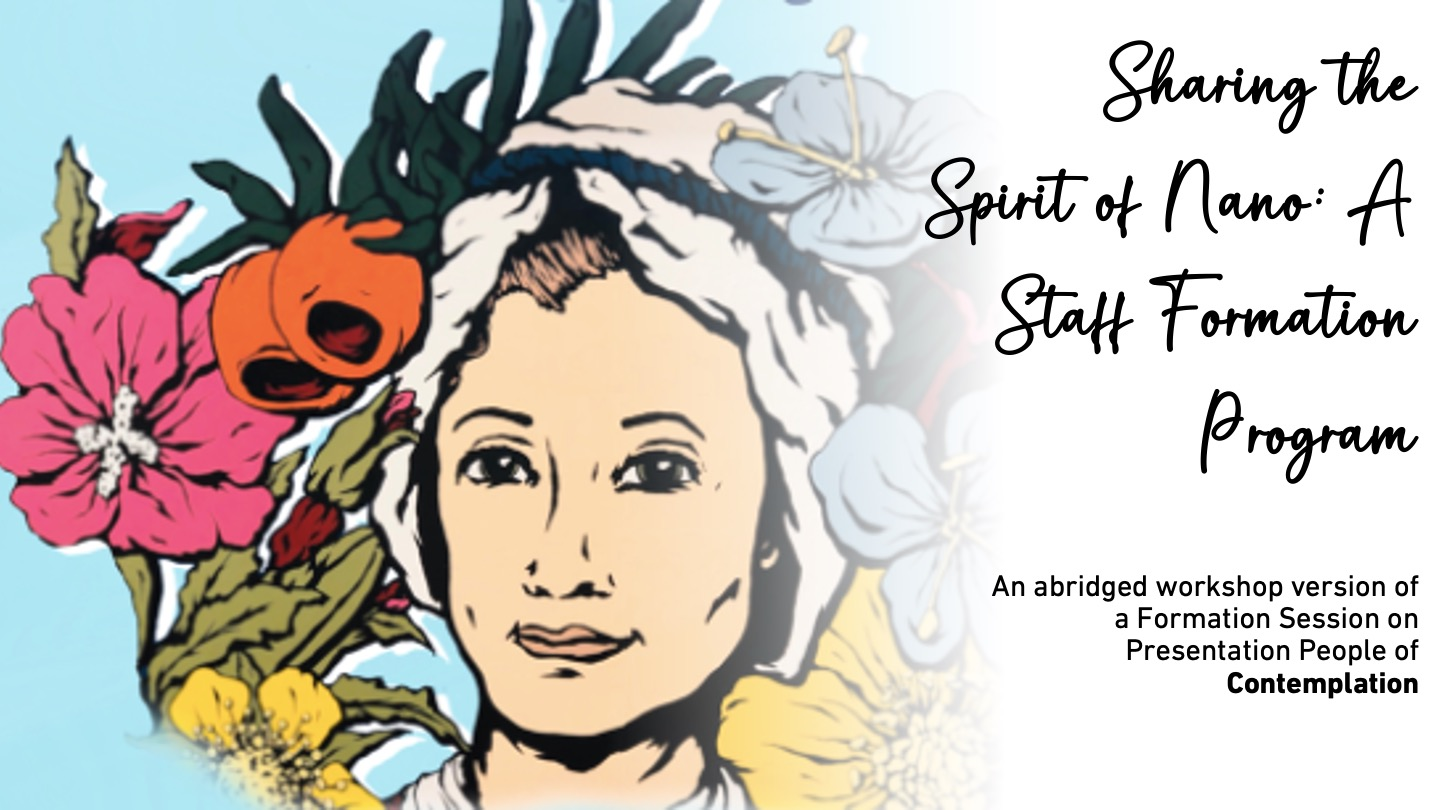 Sharing the
Spirit of Nano: A
Staff Formation
Program
An abridged workshop version of
a Formation Session on
Presentation People of
Contemplation